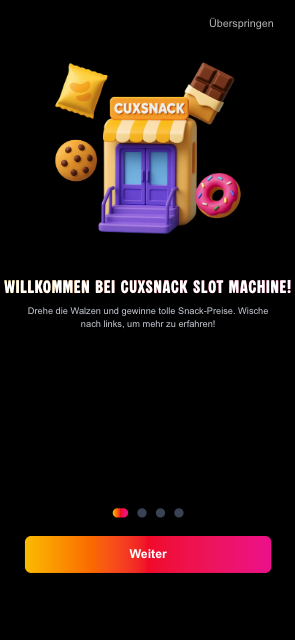 Überspringen
CUXSNACK
WILLKOMMEN BEI CUXSNACK SLOT MACHINE!
Drehe die Walzen und gewinne tolle Snack-Preise. Wische
nach links, um mehr zu erfahren!
Weiter